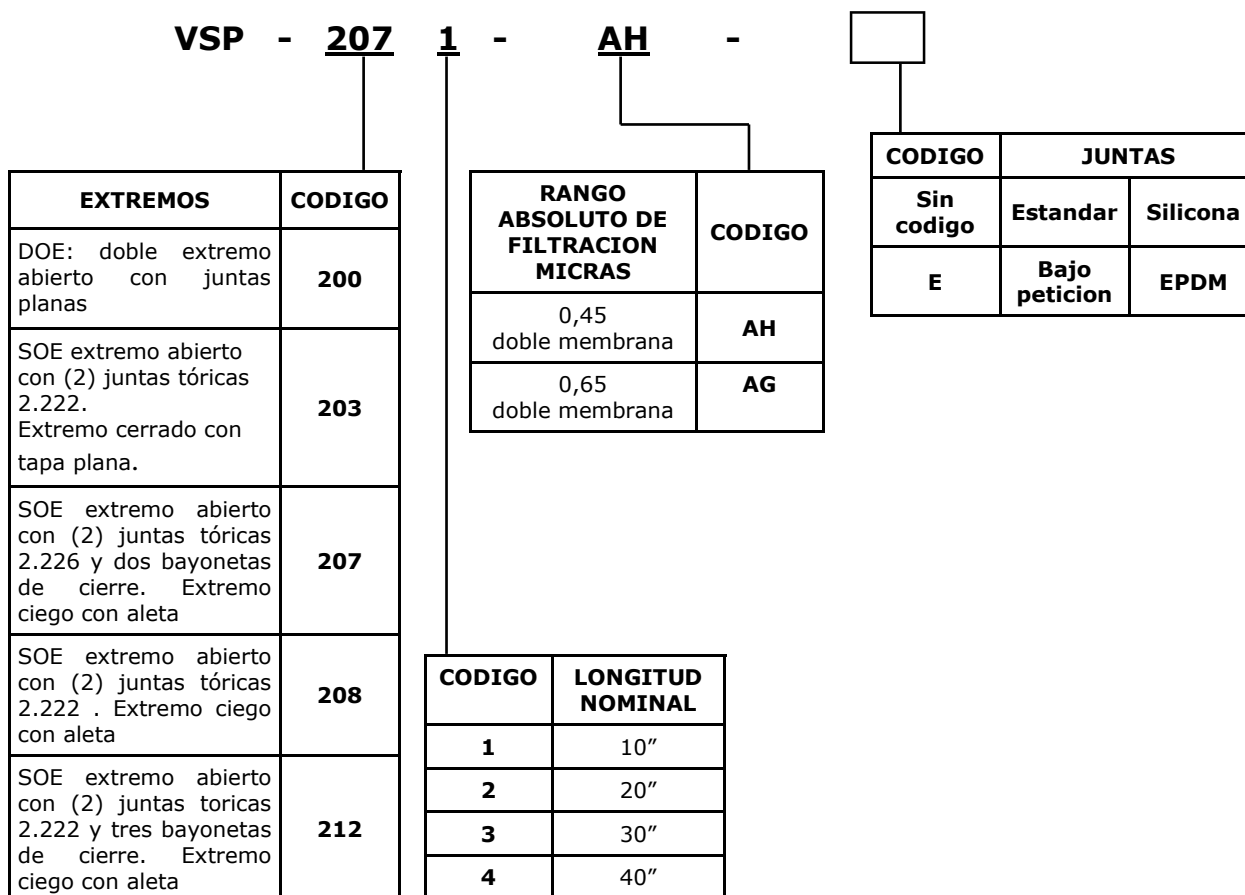 VSP - 207 1 - AH -
EXTREMOS CODIGO
DOE: doble extremo
abierto con juntas
planas
200
SOE extremo abierto
con (2) juntas tóricas
2.222.
Extremo cerrado con
tapa plana.
203
SOE extremo abierto
con (2) juntas tóricas
2.226 y dos bayonetas
de cierre. Extremo
ciego con aleta
207
SOE extremo abierto
con (2) juntas tóricas
2.222 . Extremo ciego
con aleta
208
SOE extremo abierto
con (2) juntas toricas
2.222 y tres bayonetas
de cierre. Extremo
ciego con aleta
212
CODIGO LONGITUD
NOMINAL
1 10”
2 20”
3 30”
4 40”
RANGO
ABSOLUTO DE
FILTRACION
MICRAS
CODIGO
0,45
doble membrana
AH
0,65
doble membrana
AG
CODIGO JUNTAS
Sin
codigo
Estandar Silicona
E
Bajo
peticion
EPDM